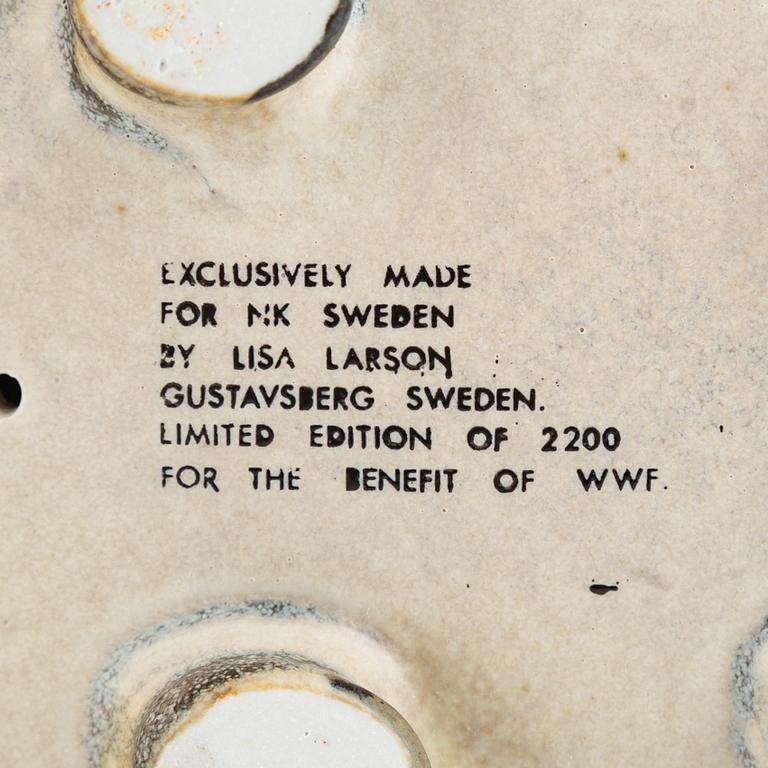 EXCLUSIVELY MADE
FOR NK SWEDEN
BY LISA LARSON
GUSTAVSBERG SWEDEN.
LIMITED EDITION OF 2200
FOR THE BENEFIT OF WWF.